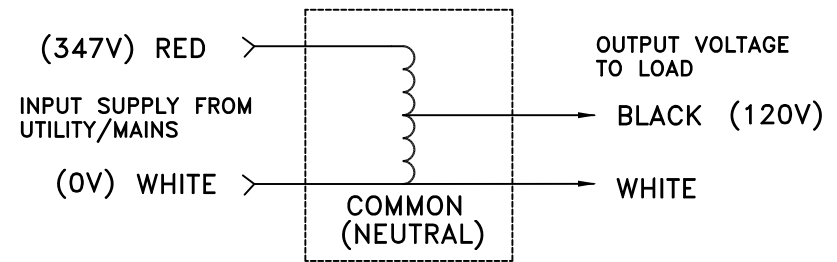 (347V) RED
INPUT SUPPLY FROM
UTILITY/MAINS
(0V) WHITE
COMMON
(NEUTRAL)
OUTPUT VOLTAGE
TO LOAD
BLACK (120V)
WHITE